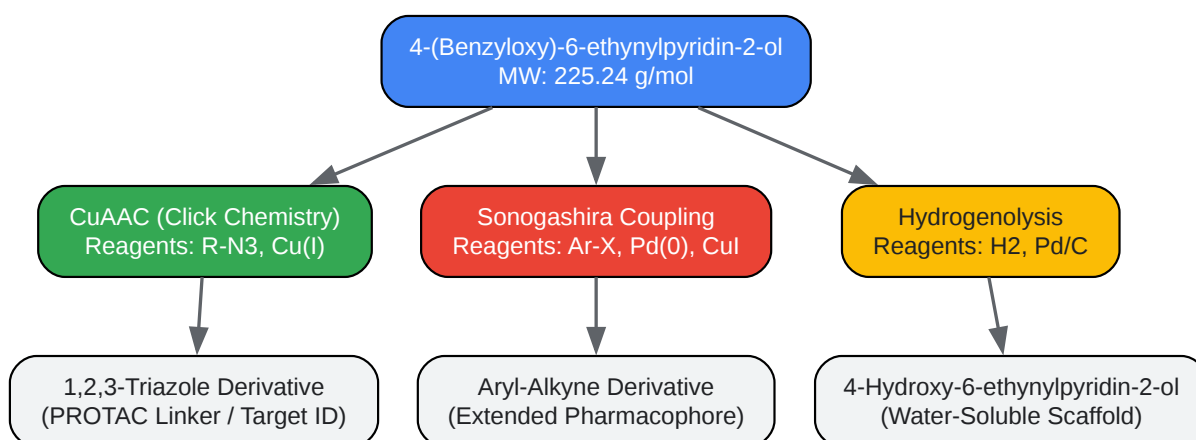 4-(Benzyloxy)-6-ethynylpyridin-2-ol
MW: 225.24 g/mol
CuAAC (Click Chemistry)
Reagents: R-N3, Cu(I)
Sonogashira Coupling
Reagents: Ar-X, Pd(0), CuI
Hydrogenolysis
Reagents: H2, Pd/C
1,2,3-Triazole Derivative
(PROTAC Linker / Target ID)
Aryl-Alkyne Derivative
(Extended Pharmacophore)
4-Hydroxy-6-ethynylpyridin-2-ol
(Water-Soluble Scaffold)